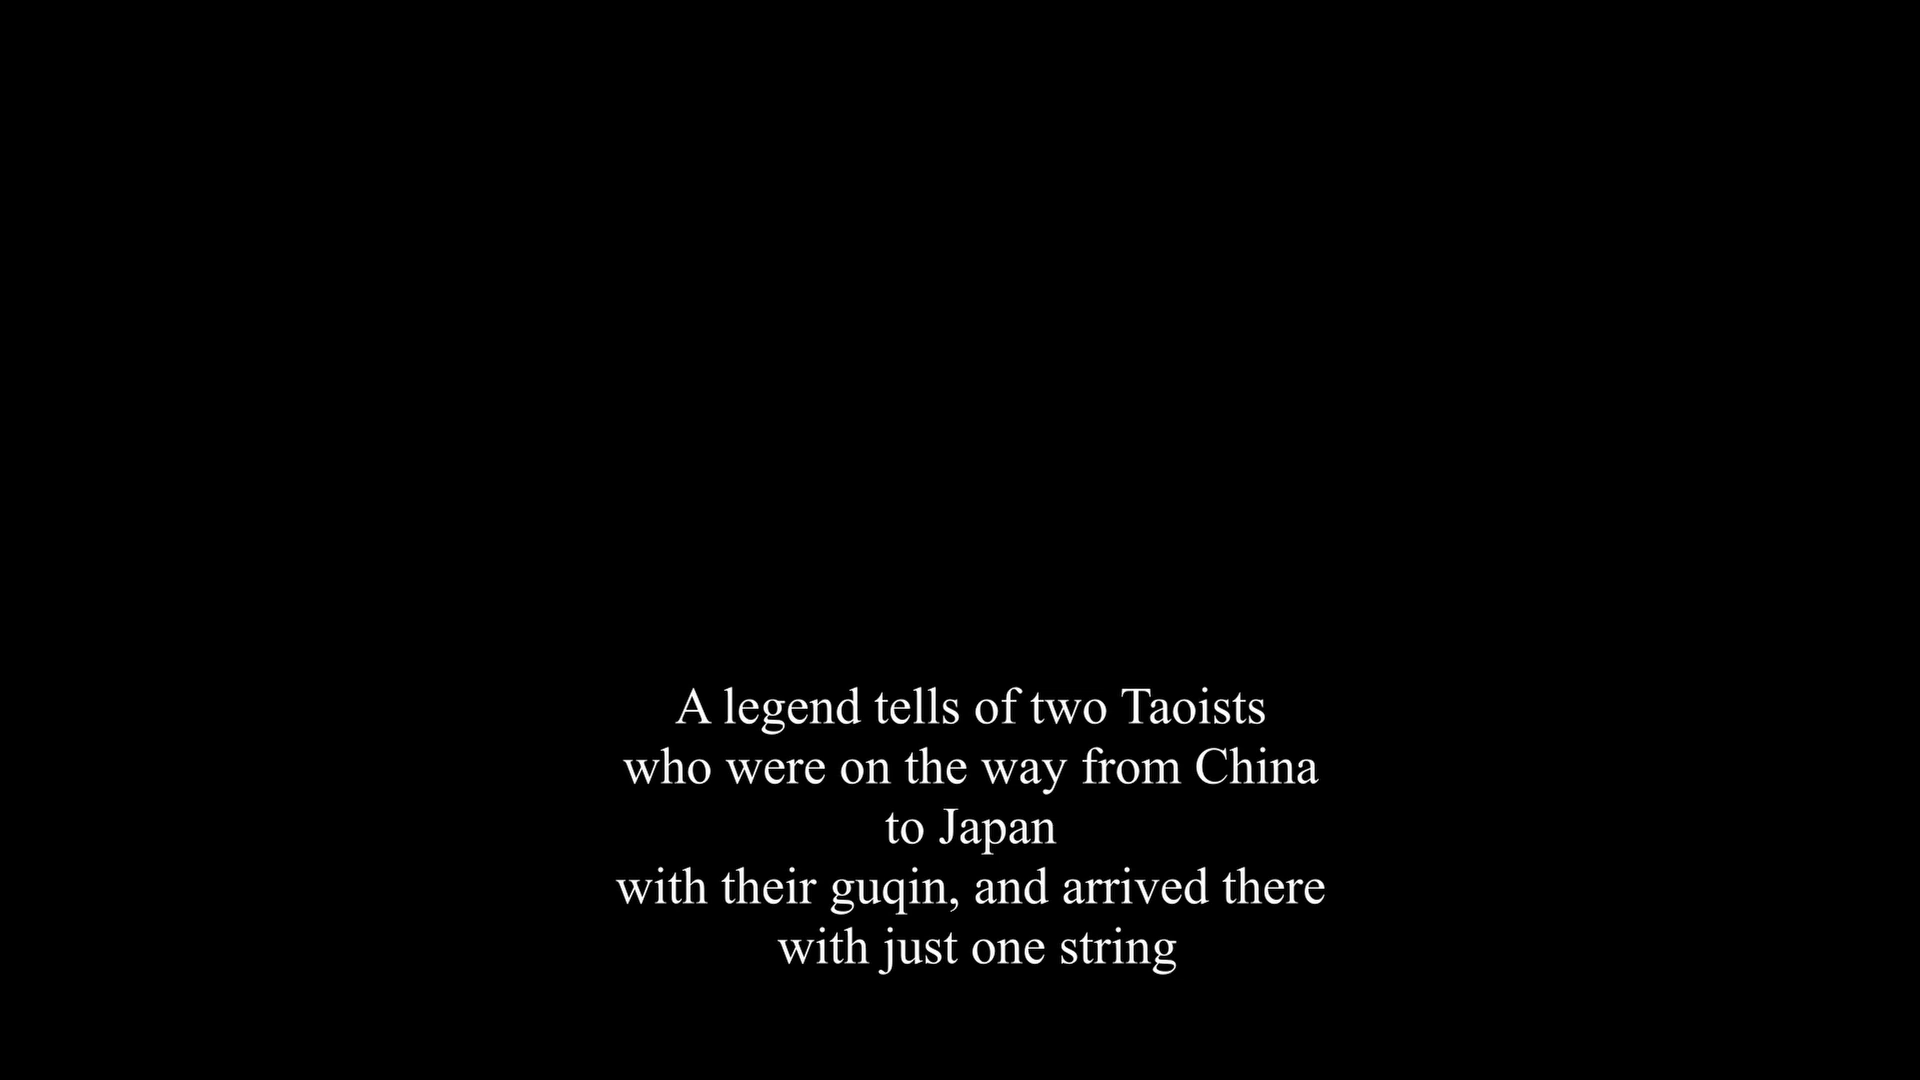 A legend tells of two Taoists
who were on the way from China
to Japan
with their guqin, and arrived there
with just one string